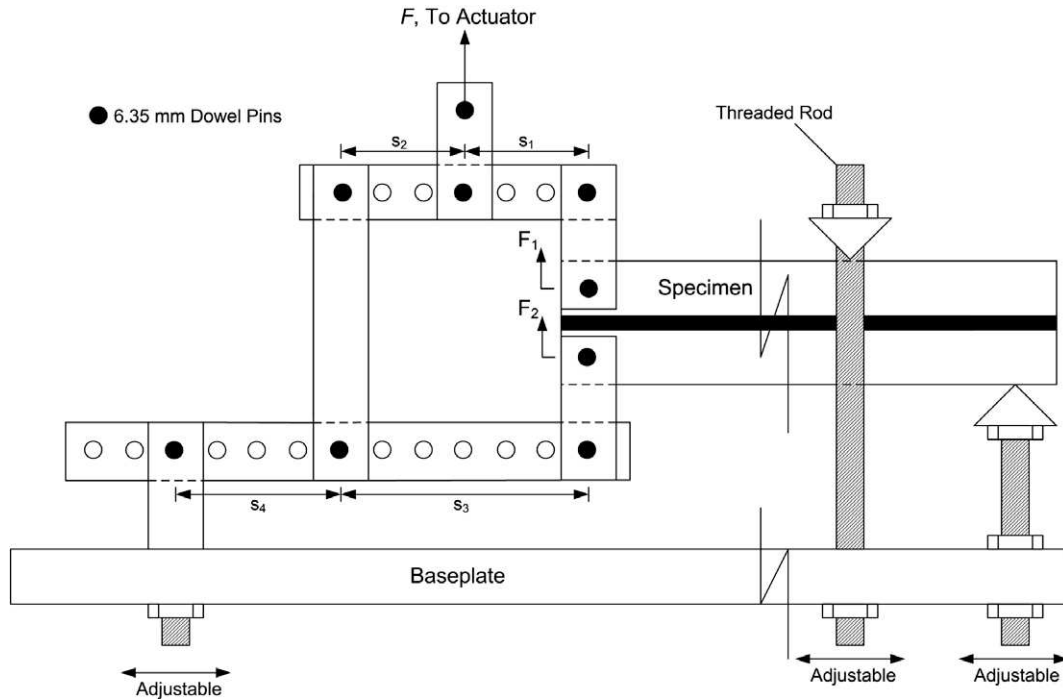 F, To Actuator
6.35 mm Dowel Pins
Threaded Rod
s₂
s₁
F₁
Specimen
F₂
s₄
s₃
Baseplate
Adjustable
Adjustable
Adjustable